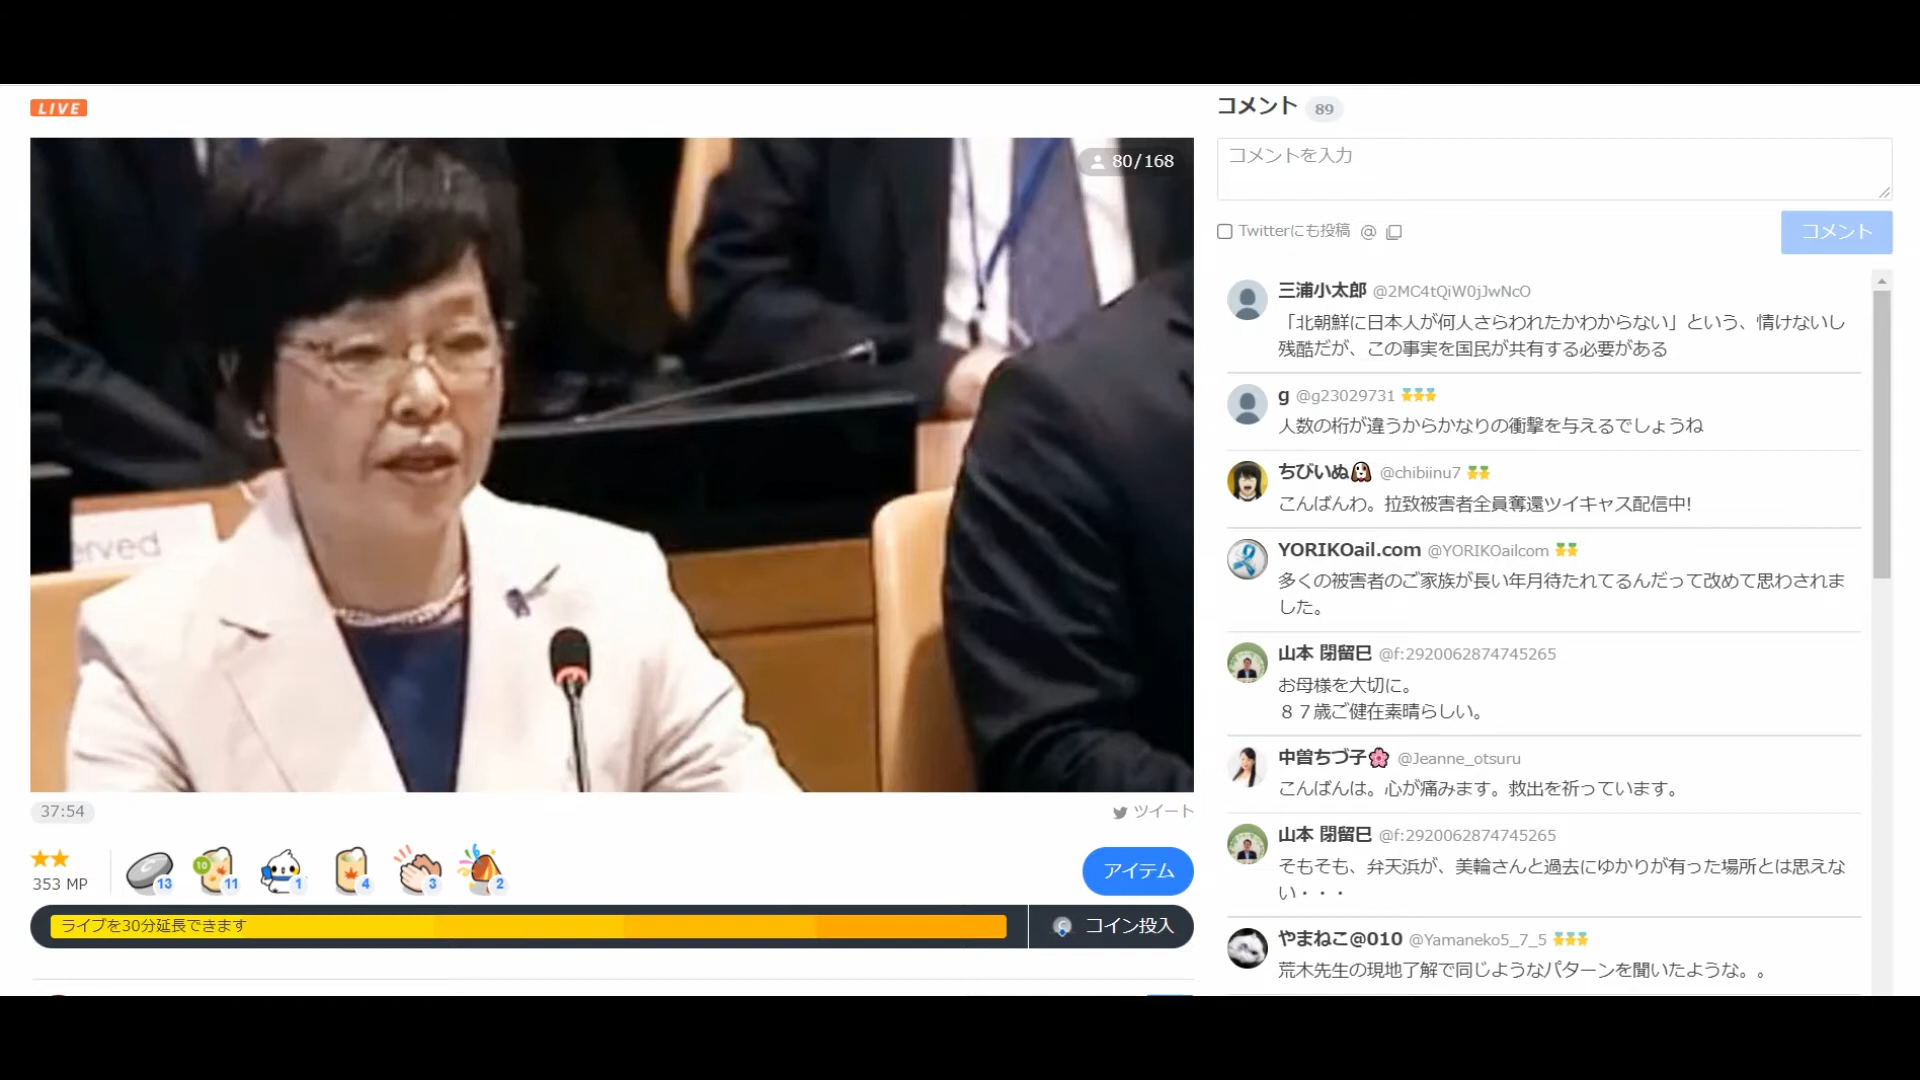 LIVE
80/168
erved
37:54
ツイート
353 MP
13
10
11
1
4
3
6
2
アイテム
ライブを30分延長できます
コイン投入
コメント 89
コメントを入力
Twitterにも投稿 @
コメント
三浦小太郎 @2MC4tQiW0jJwNcO
「北朝鮮に日本人が何人さらわれたかわからない」という、情けないし
残酷だが、この事実を国民が共有する必要がある
g @g23029731
人数の桁が違うからかなりの衝撃を与えるでしょうね
ちびいぬ @chibiinu7
こんばんわ。拉致被害者全員奪還ツイキャス配信中!
YORIKOail.com @YORIKOailcom
多くの被害者のご家族が長い年月待たれてるんだって改めて思わされま
した。
山本 閉留巳 @f:2920062874745265
お母様を大切に。
８７歳ご健在素晴らしい。
中曽ちづ子🌸 @Jeanne_otsuru
こんばんは。心が痛みます。救出を祈っています。
山本 閉留巳 @f:2920062874745265
そもそも、弁天浜が、美輪さんと過去にゆかりが有った場所とは思えな
い・・・
やまねこ@010 @Yamaneko5_7_5
荒木先生の現地了解で同じようなパターンを聞いたような。。